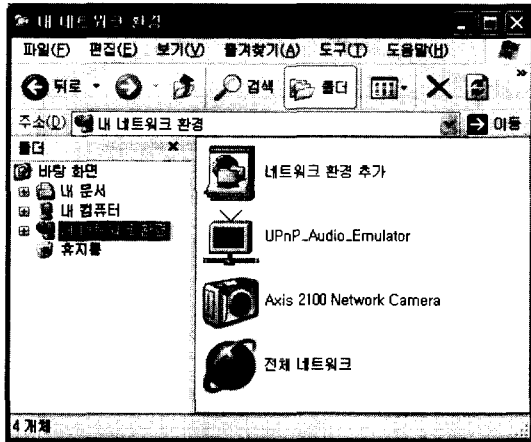 내 네트워크 환경
파일(F) 편집(E) 보기(V) 즐겨찾기(A) 도구(T) 도움말(H)
뒤로 검색 폴더 »
주소(D) 내 네트워크 환경 이동
폴더 ×
바탕 화면
내 문서
내 컴퓨터
내 네트워크 환경
휴지통
네트워크 환경 추가
UPnP_Audio_Emulator
Axis 2100 Network Camera
전체 네트워크
4 개체